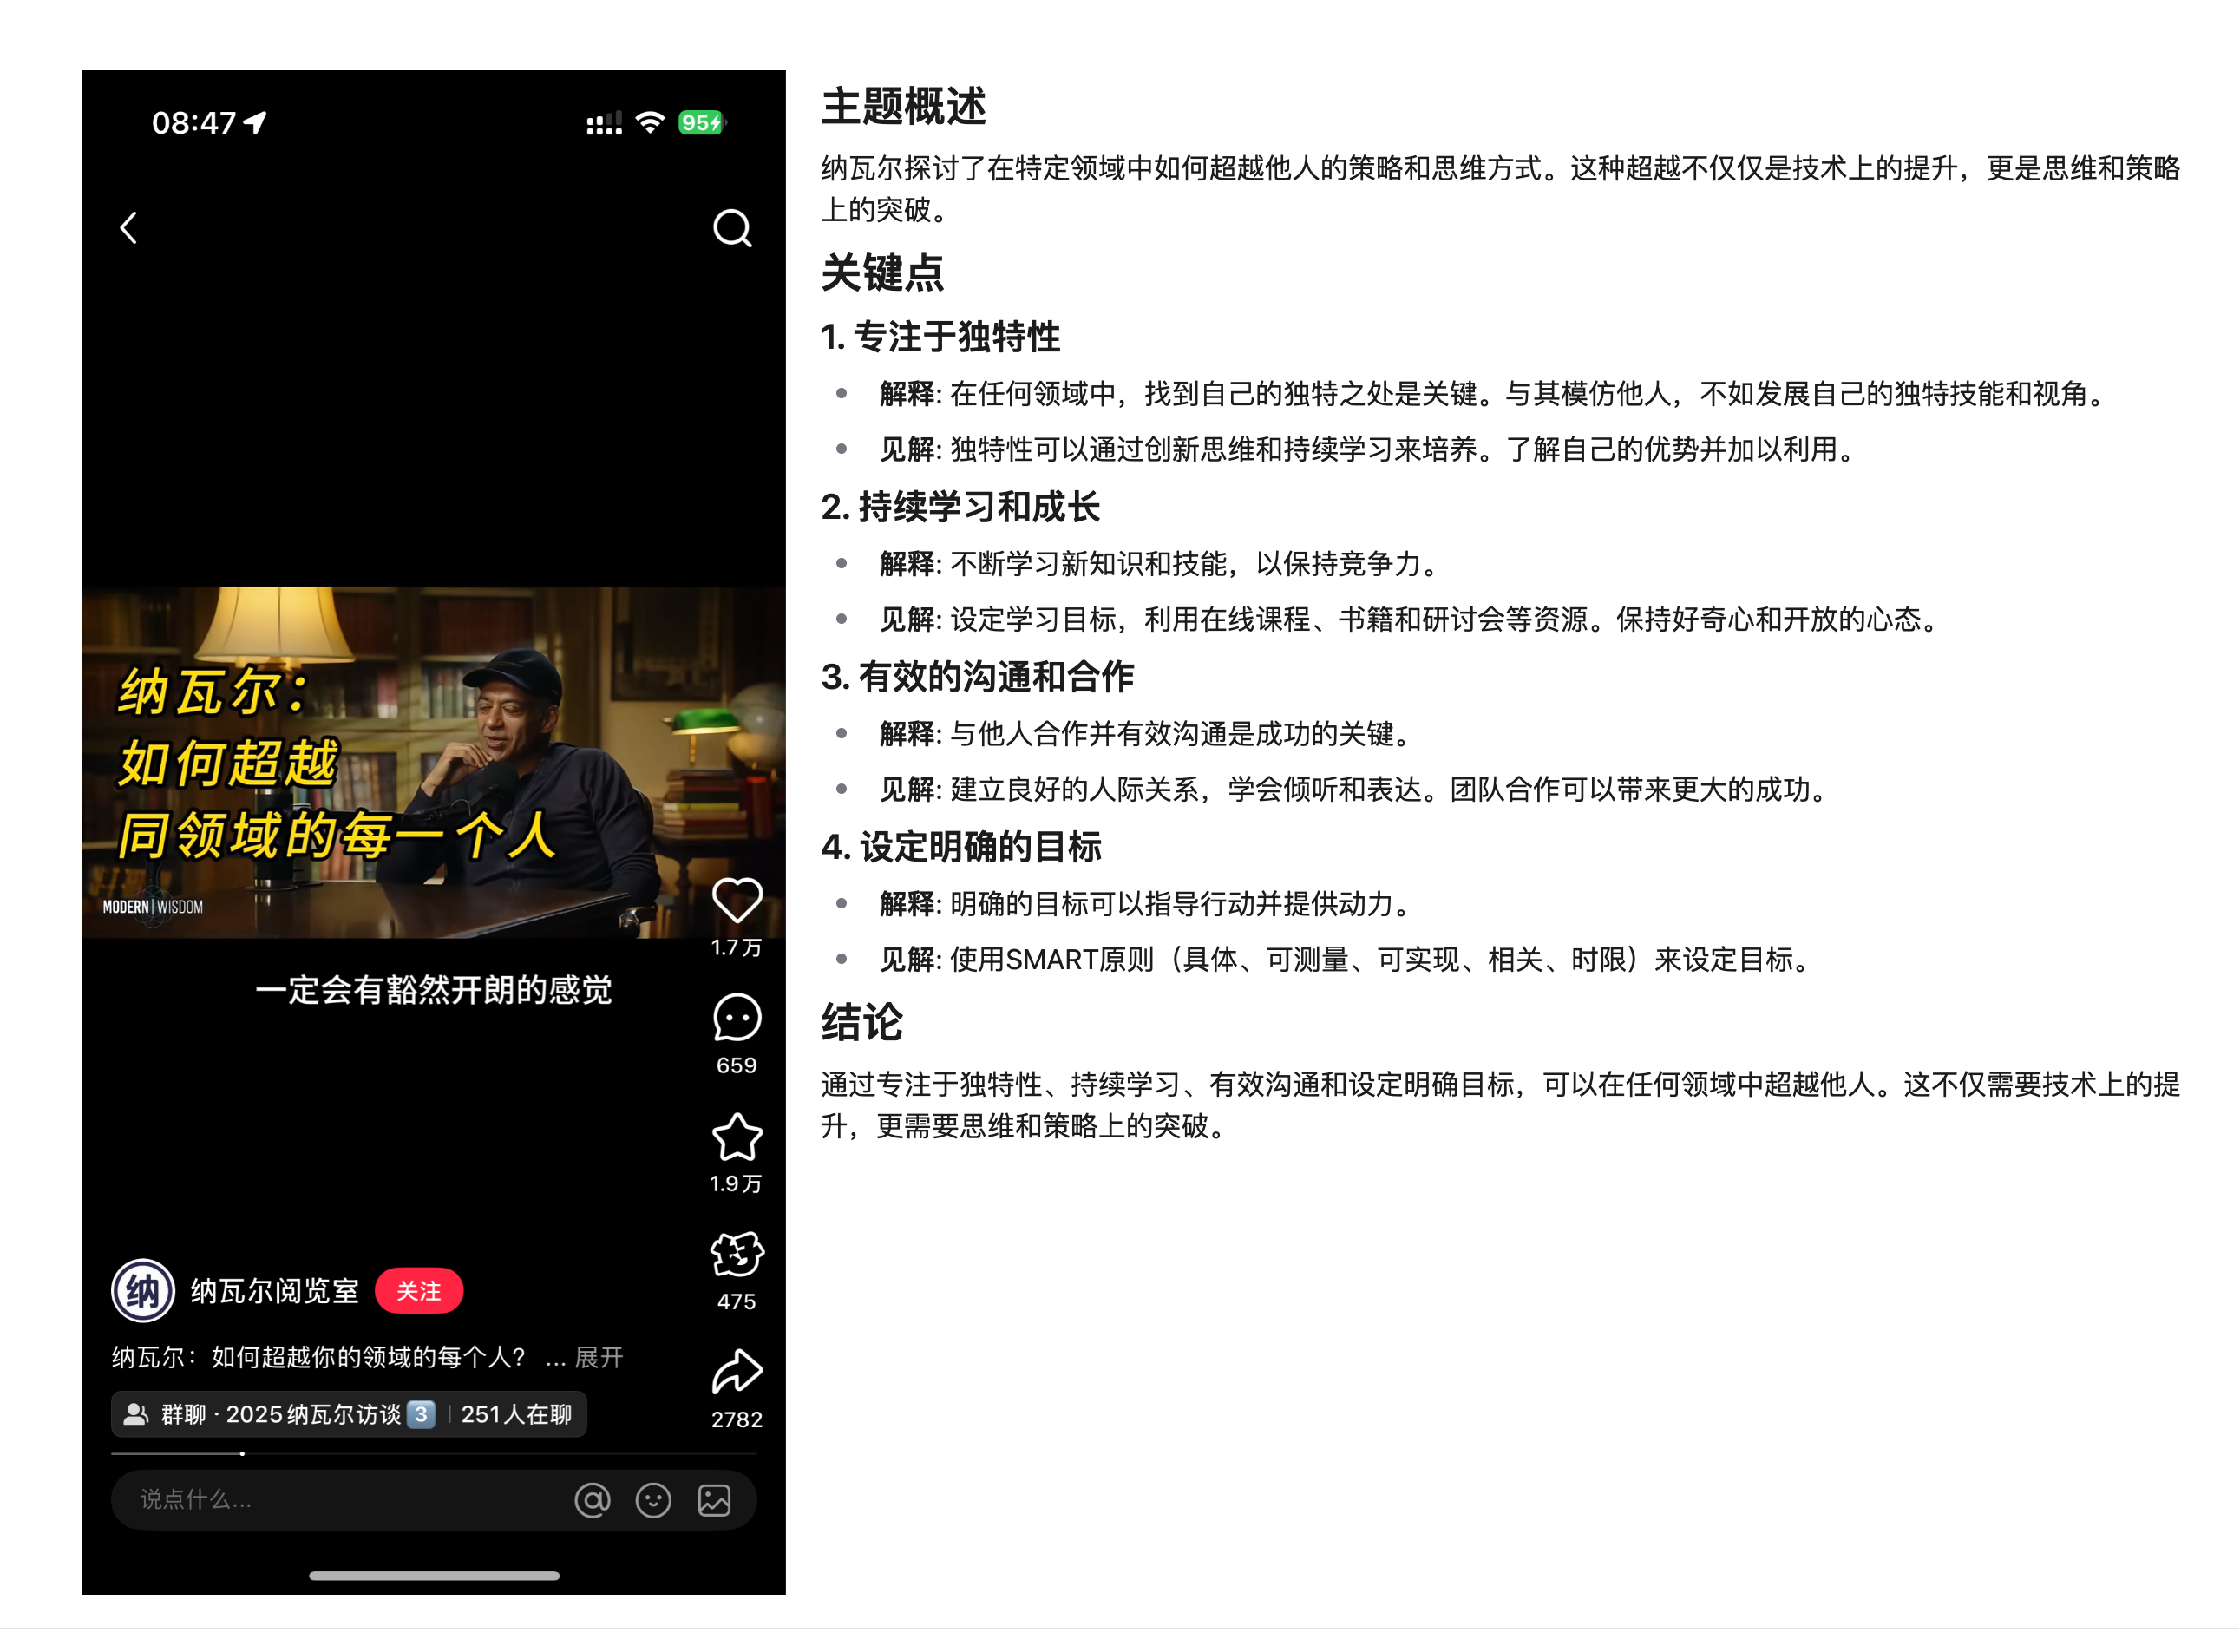 08:47
95
纳瓦尔：
如何超越
同领域的每一个人
MODERN WISDOM
一定会有豁然开朗的感觉
1.7万
659
1.9万
475
2782
纳
纳瓦尔阅览室
关注
纳瓦尔：如何超越你的领域的每个人？ ... 展开
群聊 · 2025纳瓦尔访谈3️⃣ | 251人在聊
说点什么...
主题概述
纳瓦尔探讨了在特定领域中如何超越他人的策略和思维方式。这种超越不仅仅是技术上的提升，更是思维和策略
上的突破。
关键点
1. 专注于独特性
• 解释: 在任何领域中，找到自己的独特之处是关键。与其模仿他人，不如发展自己的独特技能和视角。
• 见解: 独特性可以通过创新思维和持续学习来培养。了解自己的优势并加以利用。
2. 持续学习和成长
• 解释: 不断学习新知识和技能，以保持竞争力。
• 见解: 设定学习目标，利用在线课程、书籍和研讨会等资源。保持好奇心和开放的心态。
3. 有效的沟通和合作
• 解释: 与他人合作并有效沟通是成功的关键。
• 见解: 建立良好的人际关系，学会倾听和表达。团队合作可以带来更大的成功。
4. 设定明确的目标
• 解释: 明确的目标可以指导行动并提供动力。
• 见解: 使用SMART原则（具体、可测量、可实现、相关、时限）来设定目标。
结论
通过专注于独特性、持续学习、有效沟通和设定明确目标，可以在任何领域中超越他人。这不仅需要技术上的提
升，更需要思维和策略上的突破。